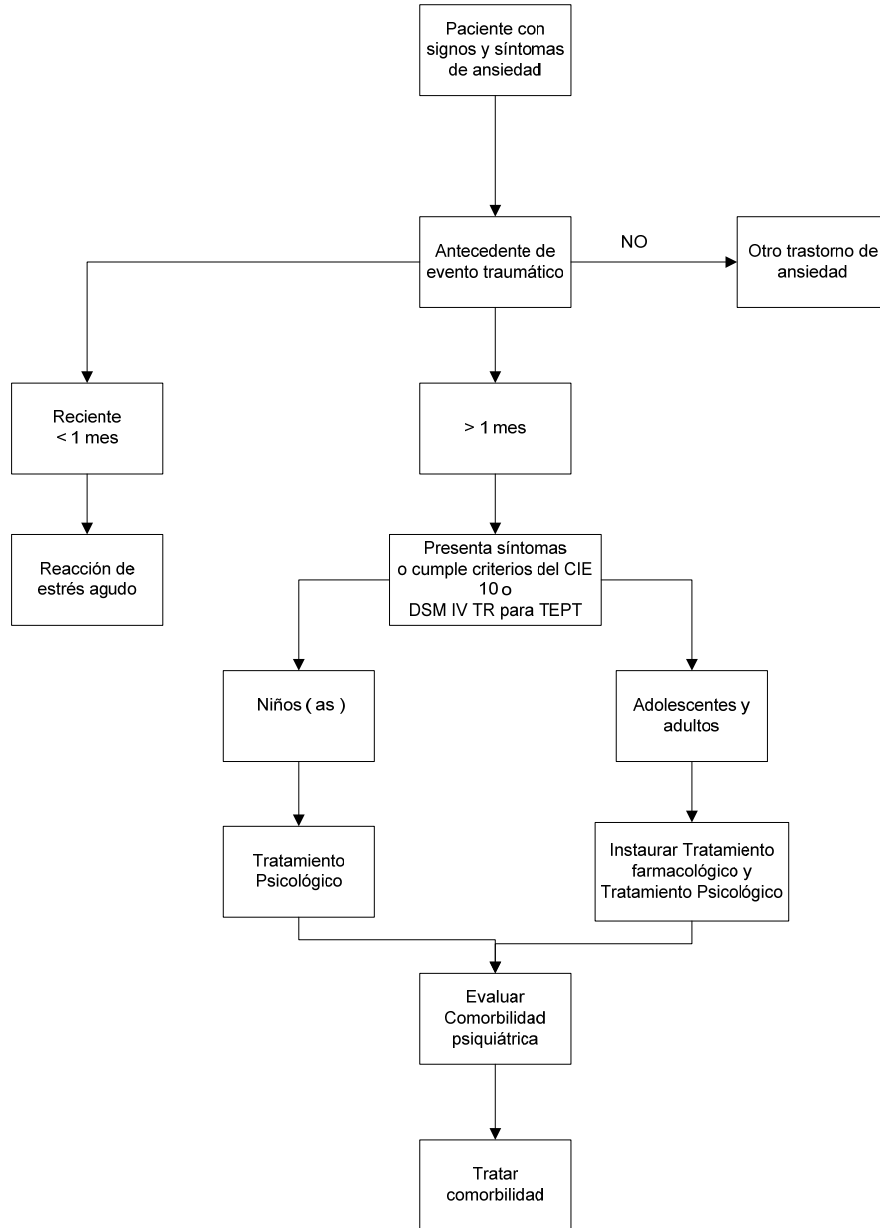 Paciente con
signos y síntomas
de ansiedad
Antecedente de
evento traumático
NO
Otro trastorno de
ansiedad
Reciente
< 1 mes
> 1 mes
Reacción de
estrés agudo
Presenta síntomas
o cumple criterios del CIE
10 o
DSM IV TR para TEPT
Niños ( as )
Adolescentes y
adultos
Tratamiento
Psicológico
Instaurar Tratamiento
farmacológico y
Tratamiento Psicológico
Evaluar
Comorbilidad
psiquiátrica
Tratar
comorbilidad